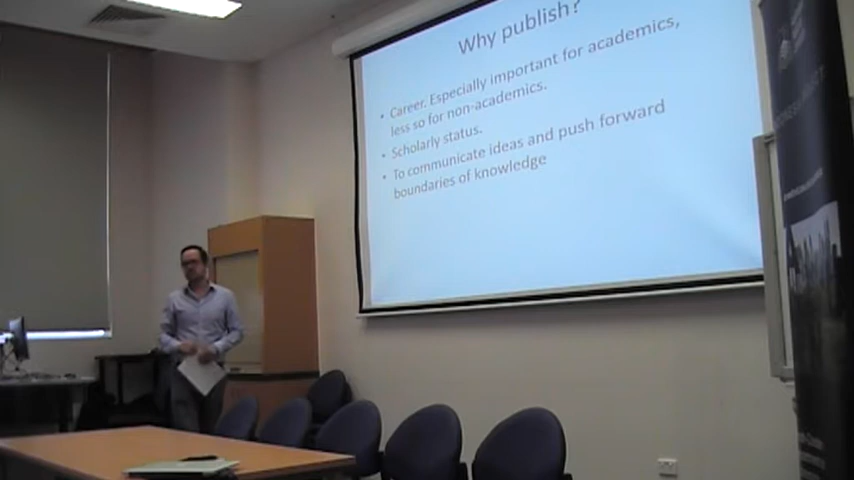 Why publish?
• Career. Especially important for academics,
less so for non-academics.
• Scholarly status.
• To communicate ideas and push forward
boundaries of knowledge